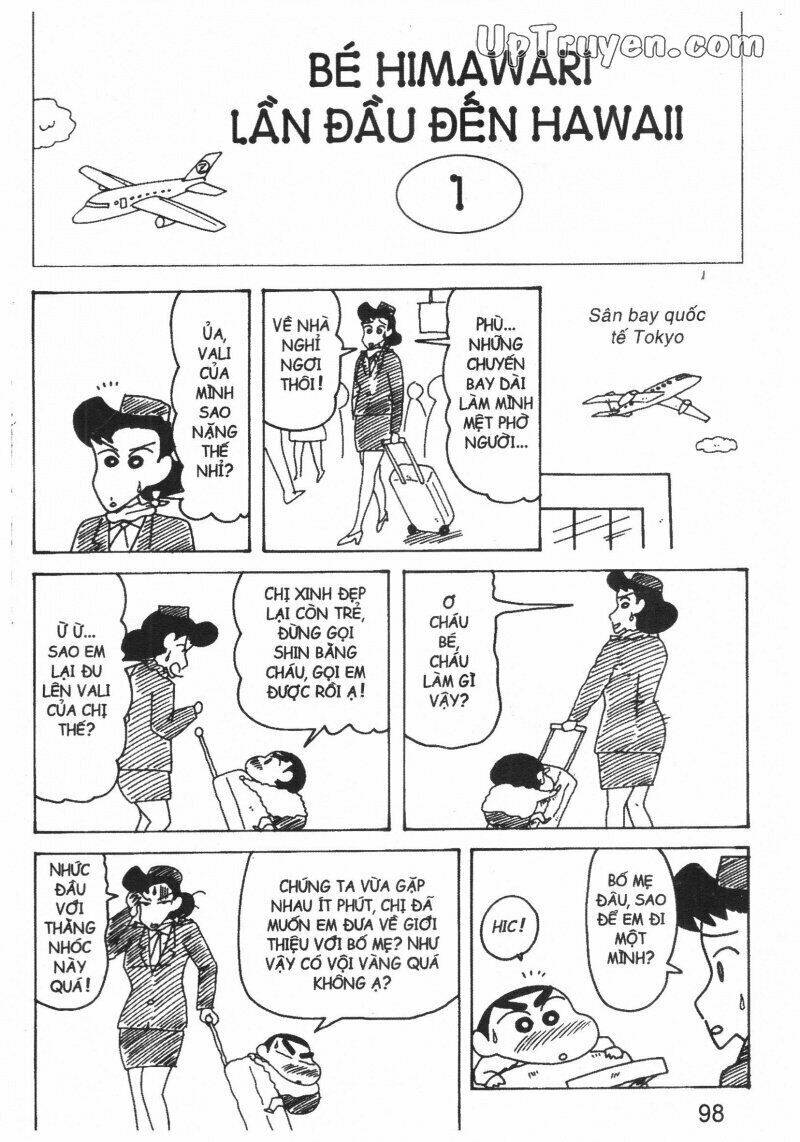 UpTruyen.com
BÉ HIMAWARI
LẦN ĐẦU ĐẾN HAWAII
1
Sân bay quốc
tế Tokyo
PHÙ...
NHỮNG
CHUYẾN
BAY DÀI
LÀM MÌNH
MỆT PHỜ
NGƯỜI...
VỀ NHÀ
NGHỈ
NGƠI
THÔI!
ỦA,
VALI
CỦA
MÌNH
SAO
NẶNG
THẾ
NHỈ?
Ơ
CHÁU
BÉ,
CHÁU
LÀM GÌ
VẬY?
CHỊ XINH ĐẸP
LẠI CÒN TRẺ,
ĐỪNG GỌI
SHIN BẰNG
CHÁU, GỌI EM
ĐƯỢC RỒI Ạ!
Ừ Ừ...
SAO EM
LẠI ĐU
LÊN VALI
CỦA CHỊ
THẾ?
BỐ MẸ
ĐÂU, SAO
ĐỂ EM ĐI
MỘT
MÌNH?
HIC!
CHÚNG TA VỪA GẶP
NHAU ÍT PHÚT, CHỊ ĐÃ
MUỐN EM ĐƯA VỀ GIỚI
THIỆU VỚI BỐ MẸ? NHƯ
VẬY CÓ VỘI VÀNG QUÁ
KHÔNG Ạ?
NHỨC
ĐẦU
VỚI
THẰNG
NHÓC
NÀY
QUÁ!
98